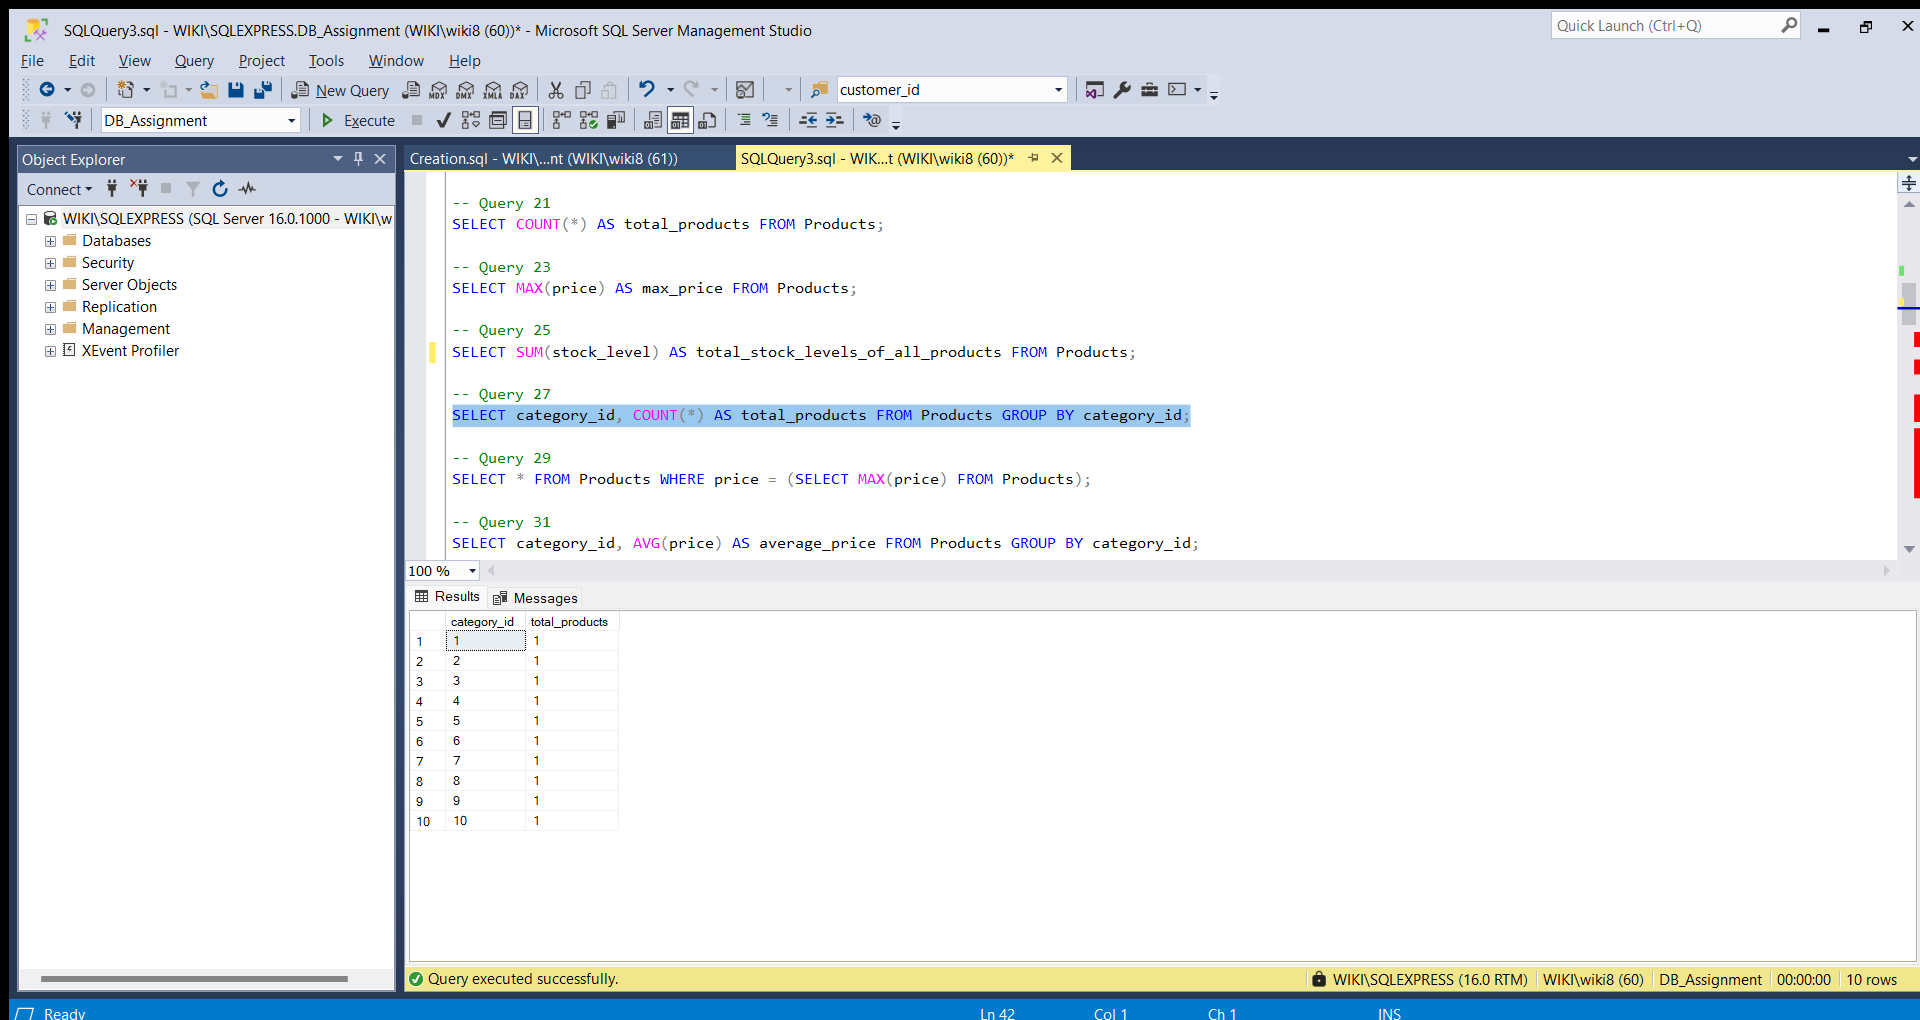 SQLQuery3.sql - WIKI\SQLEXPRESS.DB_Assignment (WIKI\wiki8 (60))* - Microsoft SQL Server Management Studio
Quick Launch (Ctrl+Q)
File Edit View Query Project Tools Window Help
New Query MDX DMX XMLA DAX customer_id
DB_Assignment Execute
Object Explorer
Connect
WIKI\SQLEXPRESS (SQL Server 16.0.1000 - WIKI\w
Databases
Security
Server Objects
Replication
Management
XEvent Profiler
Creation.sql - WIKI\...nt (WIKI\wiki8 (61))
SQLQuery3.sql - WIK...t (WIKI\wiki8 (60))*
-- Query 21
SELECT COUNT(*) AS total_products FROM Products;
-- Query 23
SELECT MAX(price) AS max_price FROM Products;
-- Query 25
SELECT SUM(stock_level) AS total_stock_levels_of_all_products FROM Products;
-- Query 27
SELECT category_id, COUNT(*) AS total_products FROM Products GROUP BY category_id;
-- Query 29
SELECT * FROM Products WHERE price = (SELECT MAX(price) FROM Products);
-- Query 31
SELECT category_id, AVG(price) AS average_price FROM Products GROUP BY category_id;
100 %
Results Messages
category_id total_products
1 1 1
2 2 1
3 3 1
4 4 1
5 5 1
6 6 1
7 7 1
8 8 1
9 9 1
10 10 1
Query executed successfully.
WIKI\SQLEXPRESS (16.0 RTM) WIKI\wiki8 (60) DB_Assignment 00:00:00 10 rows
Ready Ln 42 Col 1 Ch 1 INS